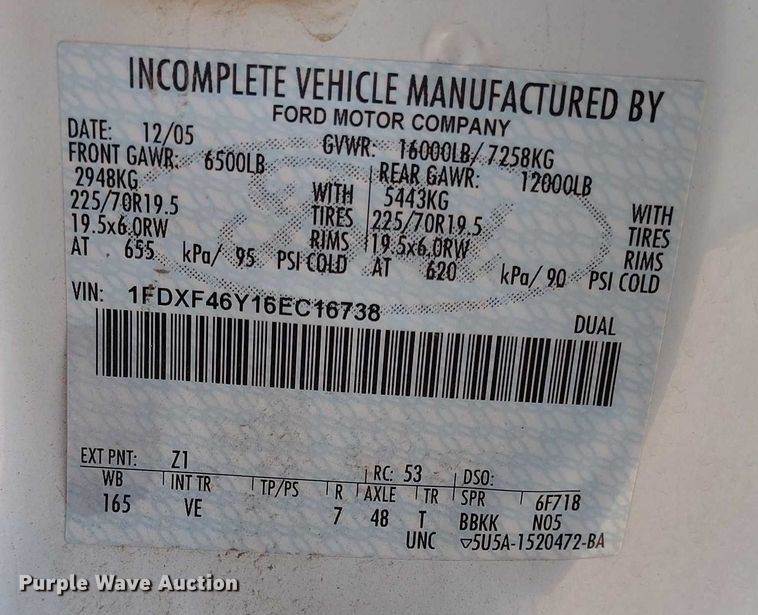 INCOMPLETE VEHICLE MANUFACTURED BY
FORD MOTOR COMPANY
DATE: 12/05 GVWR: 16000LB/ 7258KG
FRONT GAWR: 6500LB REAR GAWR: 12000LB
2948KG WITH 5443KG WITH
225/70R19.5 TIRES 225/70R19.5 TIRES
19.5x6.0RW RIMS 19.5x6.0RW RIMS
AT 655 kPa/ 95 PSI COLD AT 620 kPa/ 90 PSI COLD
VIN: 1FDXF46Y16EC16738
DUAL
EXT PNT: Z1 RC: 53 DSO:
WB INT TR TP/PS R AXLE TR SPR 6F718
165 VE 7 48 T BBKK N05
UNC ▽5U5A-1520472-BA
Purple Wave Auction